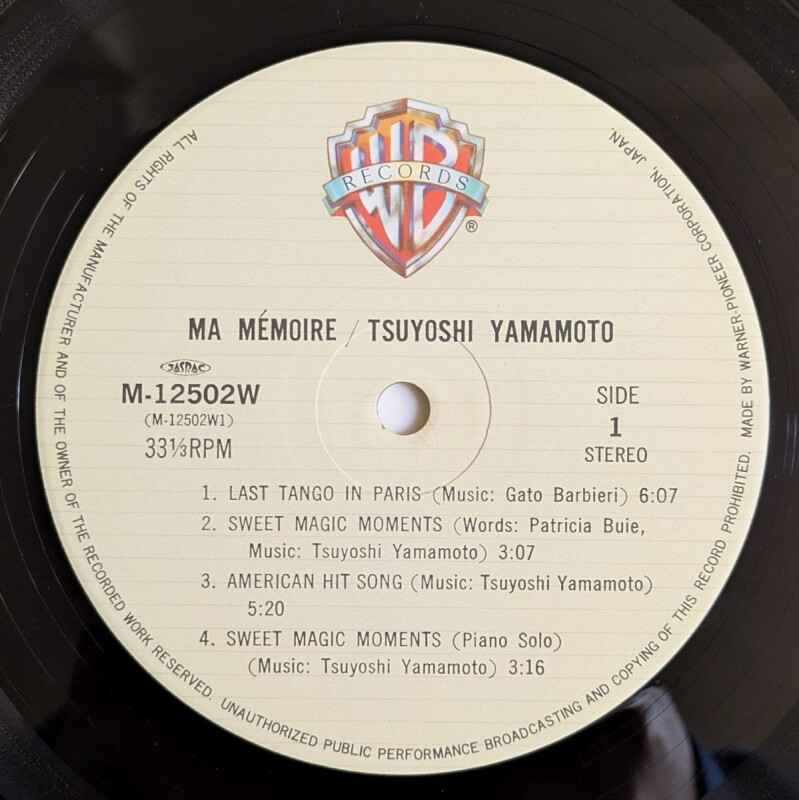 WB
RECORDS
®
MA MÉMOIRE / TSUYOSHI YAMAMOTO
JASRAC
M-12502W
(M-12502W1)
33⅓RPM
SIDE
1
STEREO
1. LAST TANGO IN PARIS (Music: Gato Barbieri) 6:07
2. SWEET MAGIC MOMENTS (Words: Patricia Buie,
Music: Tsuyoshi Yamamoto) 3:07
3. AMERICAN HIT SONG (Music: Tsuyoshi Yamamoto)
5:20
4. SWEET MAGIC MOMENTS (Piano Solo)
(Music: Tsuyoshi Yamamoto) 3:16
ALL RIGHTS OF THE MANUFACTURER AND OF THE OWNER OF THE RECORDED WORK RESERVED. UNAUTHORIZED PUBLIC PERFORMANCE BROADCASTING AND COPYING OF THIS RECORD PROHIBITED. MADE BY WARNER-PIONEER CORPORATION, JAPAN.